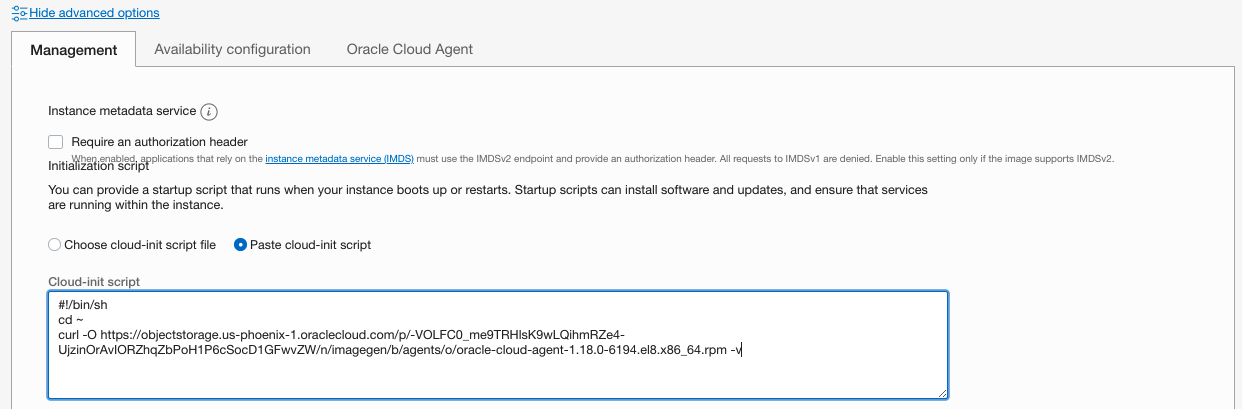 Hide advanced options
Management Availability configuration Oracle Cloud Agent
Instance metadata service i
Require an authorization header
When enabled, applications that rely on the instance metadata service (IMDS) must use the IMDSv2 endpoint and provide an authorization header. All requests to IMDSv1 are denied. Enable this setting only if the image supports IMDSv2.
Initialization script
You can provide a startup script that runs when your instance boots up or restarts. Startup scripts can install software and updates, and ensure that services
are running within the instance.
Choose cloud-init script file Paste cloud-init script
Cloud-init script
#!/bin/sh
cd ~
curl -O https://objectstorage.us-phoenix-1.oraclecloud.com/p/-VOLFC0_me9TRHlsK9wLQihmRZe4-
UjzinOrAvIORZhqZbPoH1P6cSocD1GFwvZW/n/imagegen/b/agents/o/oracle-cloud-agent-1.18.0-6194.el8.x86_64.rpm -v